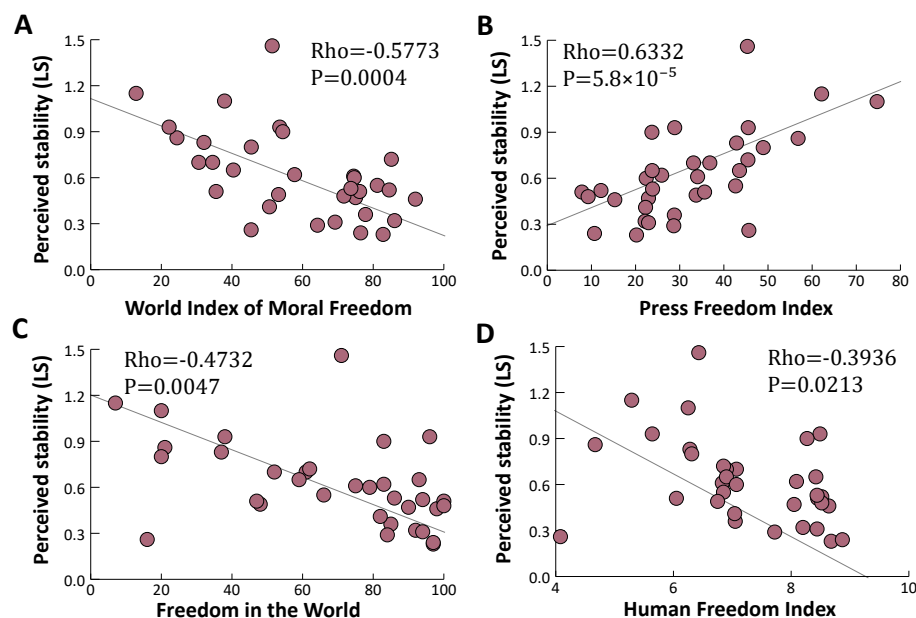 A
Perceived stability (LS)
1.5
1.2
0.9
0.6
0.3
0.0
Rho=-0.5773
P=0.0004
0 20 40 60 80 100
World Index of Moral Freedom
B
Perceived stability (LS)
1.5
1.2
0.9
0.6
0.3
0.0
Rho=0.6332
P=5.8×10⁻⁵
0 10 20 30 40 50 60 70 80
Press Freedom Index
C
Perceived stability (LS)
1.5
1.2
0.9
0.6
0.3
0.0
Rho=-0.4732
P=0.0047
0 20 40 60 80 100
Freedom in the World
D
Perceived stability (LS)
1.5
1.2
0.9
0.6
0.3
0.0
Rho=-0.3936
P=0.0213
4 6 8 10
Human Freedom Index